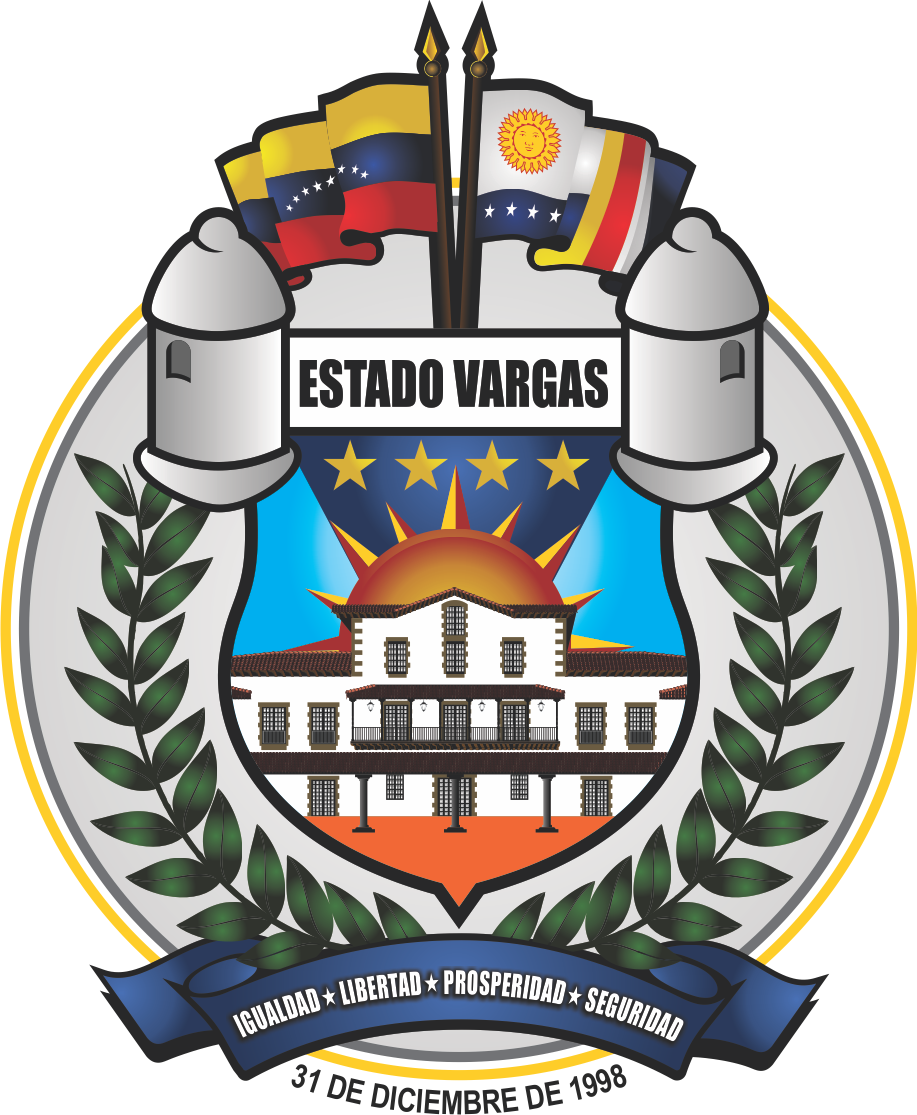 ESTADO VARGAS
IGUALDAD ★ LIBERTAD ★ PROSPERIDAD ★ SEGURIDAD
31 DE DICIEMBRE DE 1998